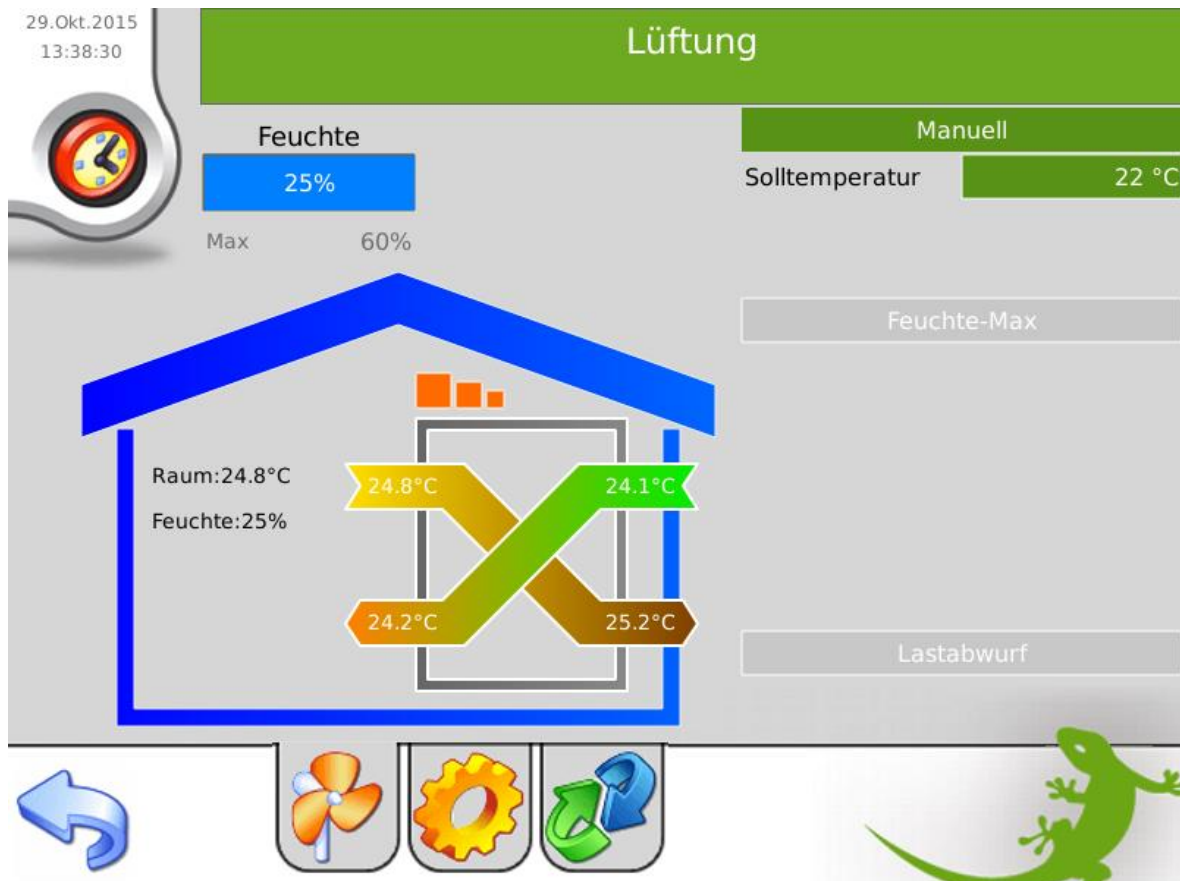 29.Okt.2015
13:38:30
Lüftung
Feuchte
25%
Max 60%
Manuell
Solltemperatur 22 °C
Feuchte-Max
Raum:24.8°C
Feuchte:25%
24.8°C 24.1°C
24.2°C 25.2°C
Lastabwurf